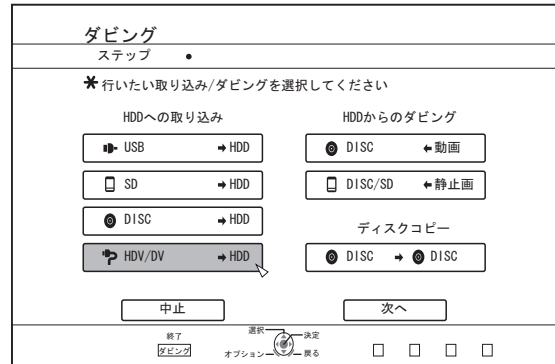 ダビング
ステップ ●
*行いたい取り込み/ダビングを選択してください
HDDへの取り込み
USB ➡HDD
SD ➡HDD
DISC ➡HDD
HDV/DV ➡HDD
HDDからのダビング
DISC ⬅動画
DISC/SD ⬅静止画
ディスクコピー
DISC ➡ DISC
中止
次へ
終了
ダビング
選択
決定
オプション
戻る